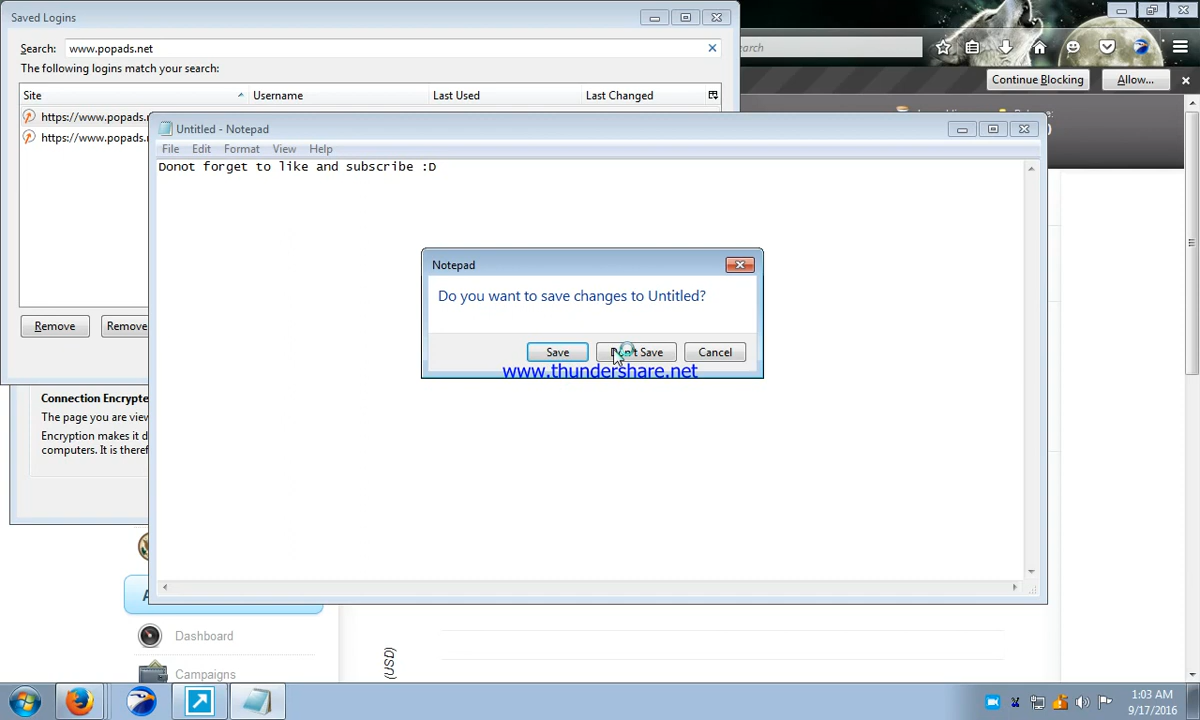 Saved Logins
Search: www.popads.net
The following logins match your search:
Site Username Last Used Last Changed
https://www.popads.n
https://www.popads.n
Remove Remove
earch
Continue Blocking Allow...
Untitled - Notepad
File Edit Format View Help
Donot forget to like and subscribe :D
Notepad
Do you want to save changes to Untitled?
Save Don't Save Cancel
www.thundershare.net
Connection Encrypte
The page you are view
Encryption makes it d
computers. It is theref
A
Dashboard
Campaigns
(USD)
1:03 AM
9/17/2016